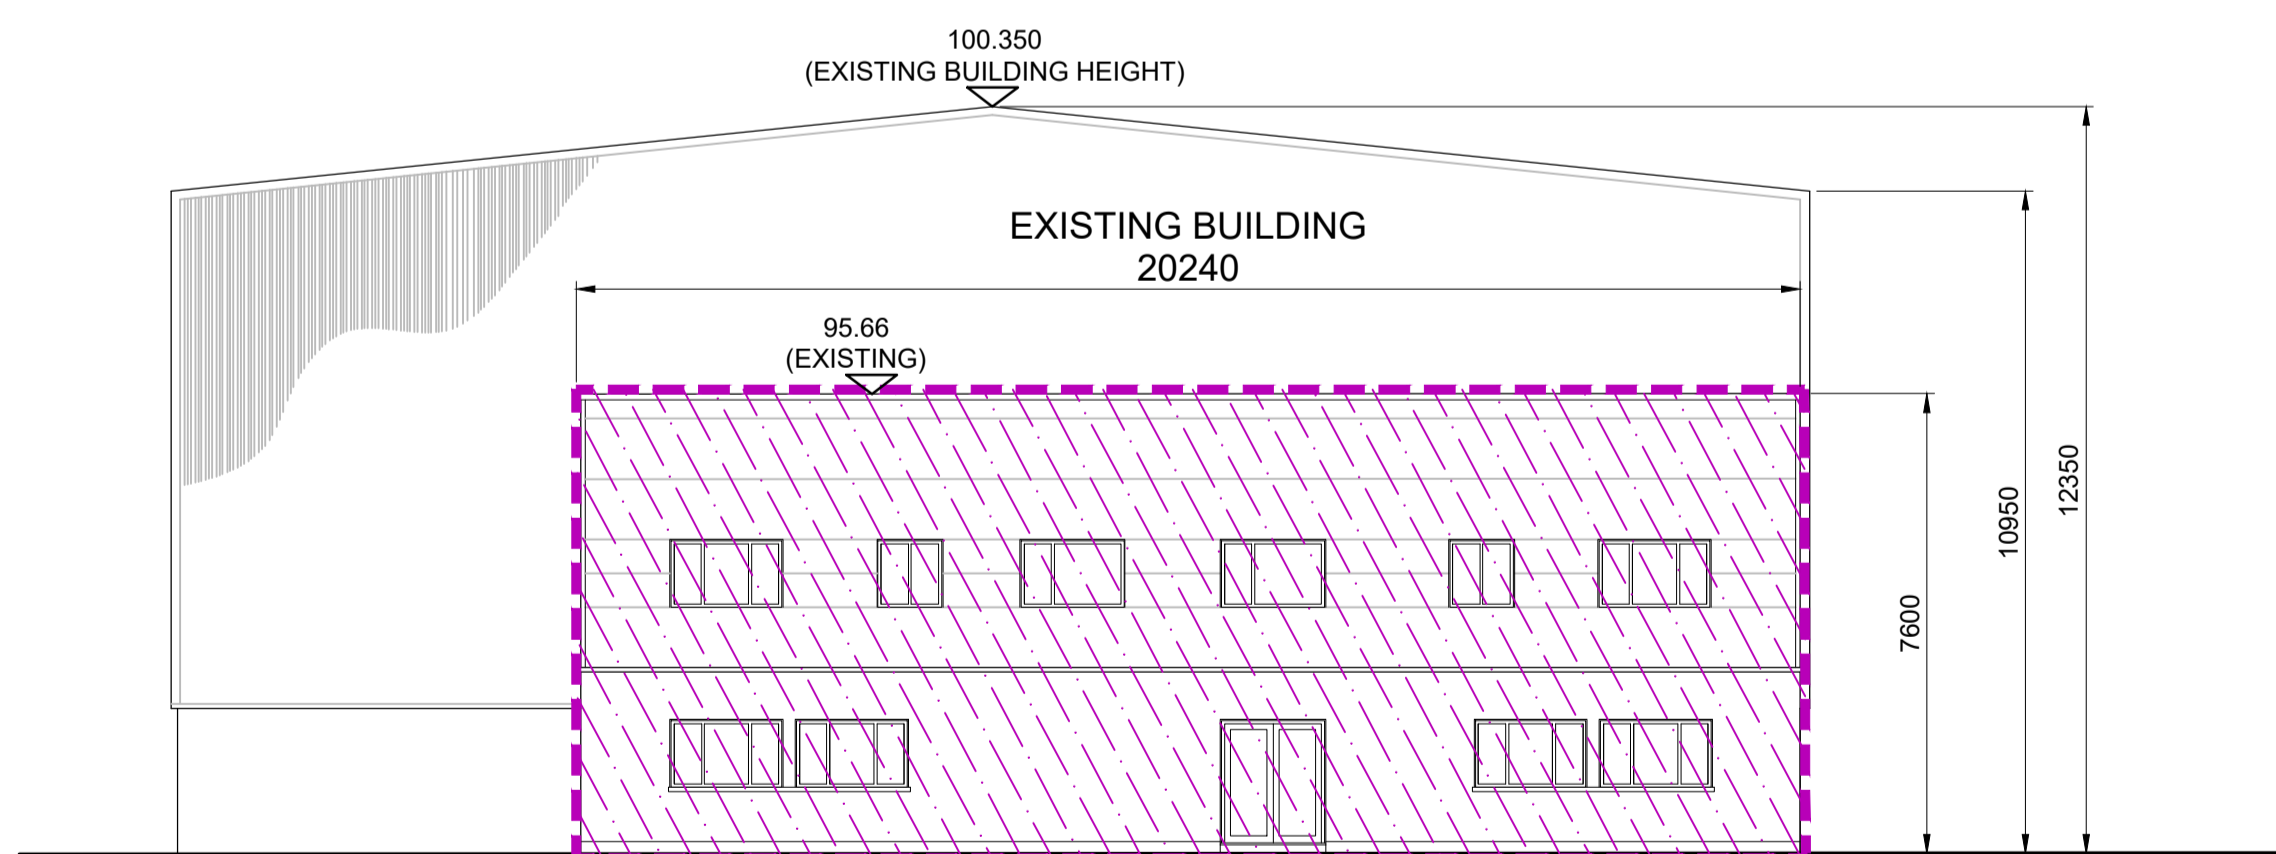 100.350
(EXISTING BUILDING HEIGHT)
EXISTING BUILDING
20240
95.66
(EXISTING)
7600
10950
12350